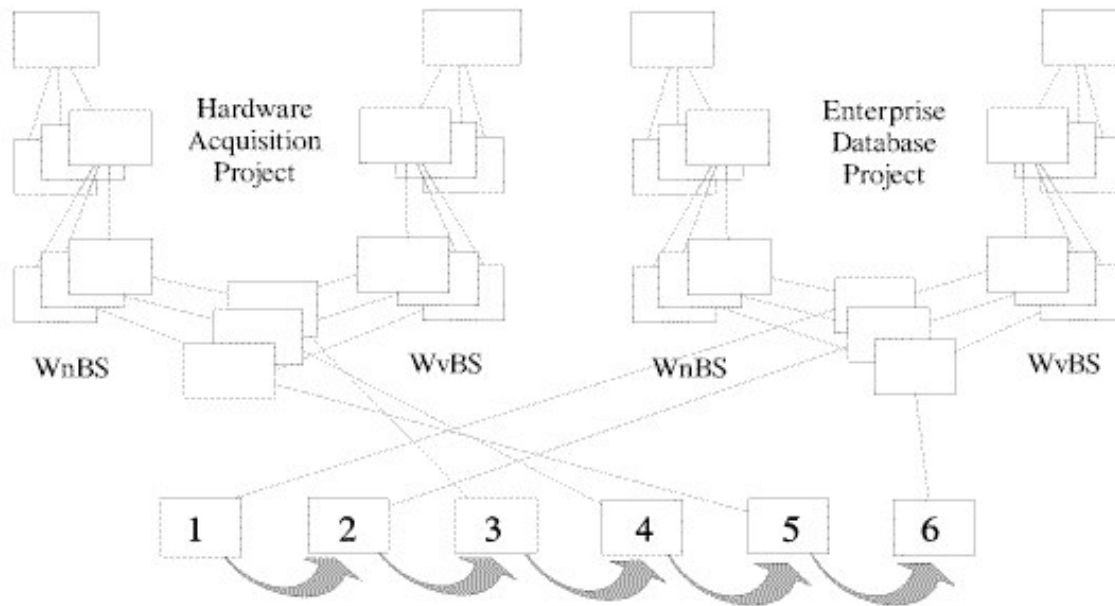 Hardware
Acquisition
Project
Enterprise
Database
Project
WnBS
WvBS
WnBS
WvBS
1
2
3
4
5
6